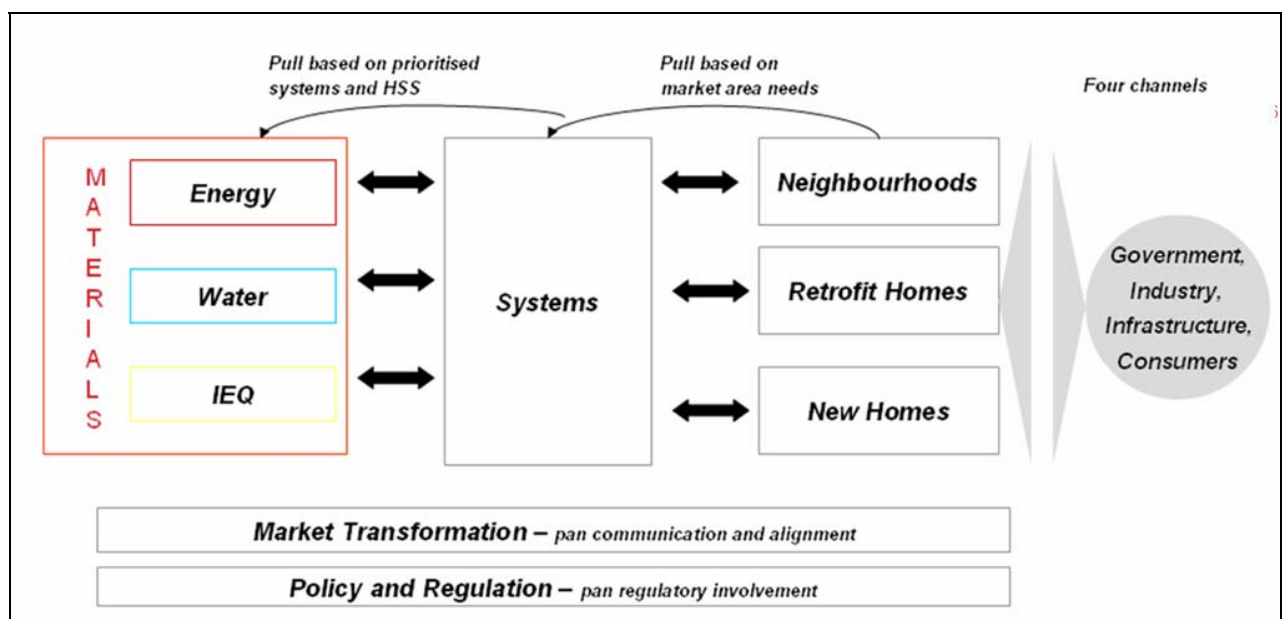 Pull based on prioritised
systems and HSS
Pull based on
market area needs
Four channels
MATERIALS
Energy
Water
IEQ
Systems
Neighbourhoods
Retrofit Homes
New Homes
Government,
Industry,
Infrastructure,
Consumers
Market Transformation – pan communication and alignment
Policy and Regulation – pan regulatory involvement